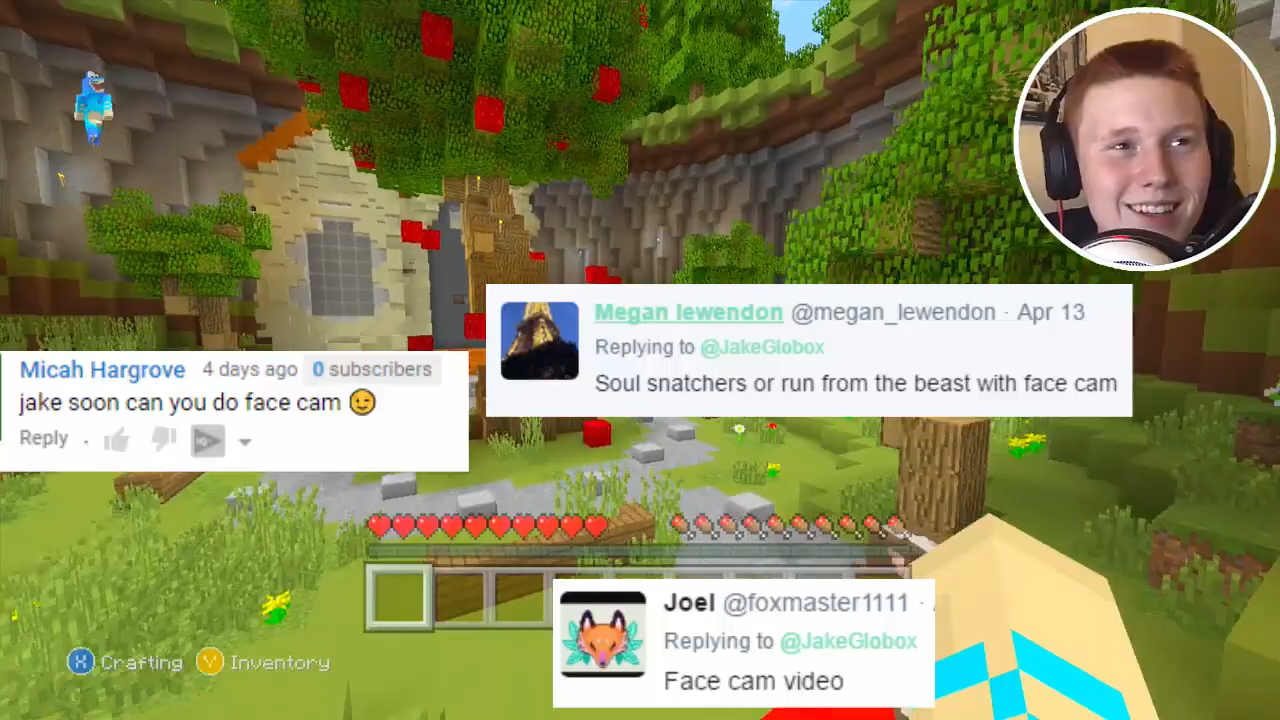 Megan lewendon @megan_lewendon · Apr 13
Replying to @JakeGlobox
Soul snatchers or run from the beast with face cam
Micah Hargrove 4 days ago 0 subscribers
jake soon can you do face cam 😉
Reply
Joel @foxmaster1111 ·
Replying to @JakeGlobox
Face cam video
X Crafting Y Inventory